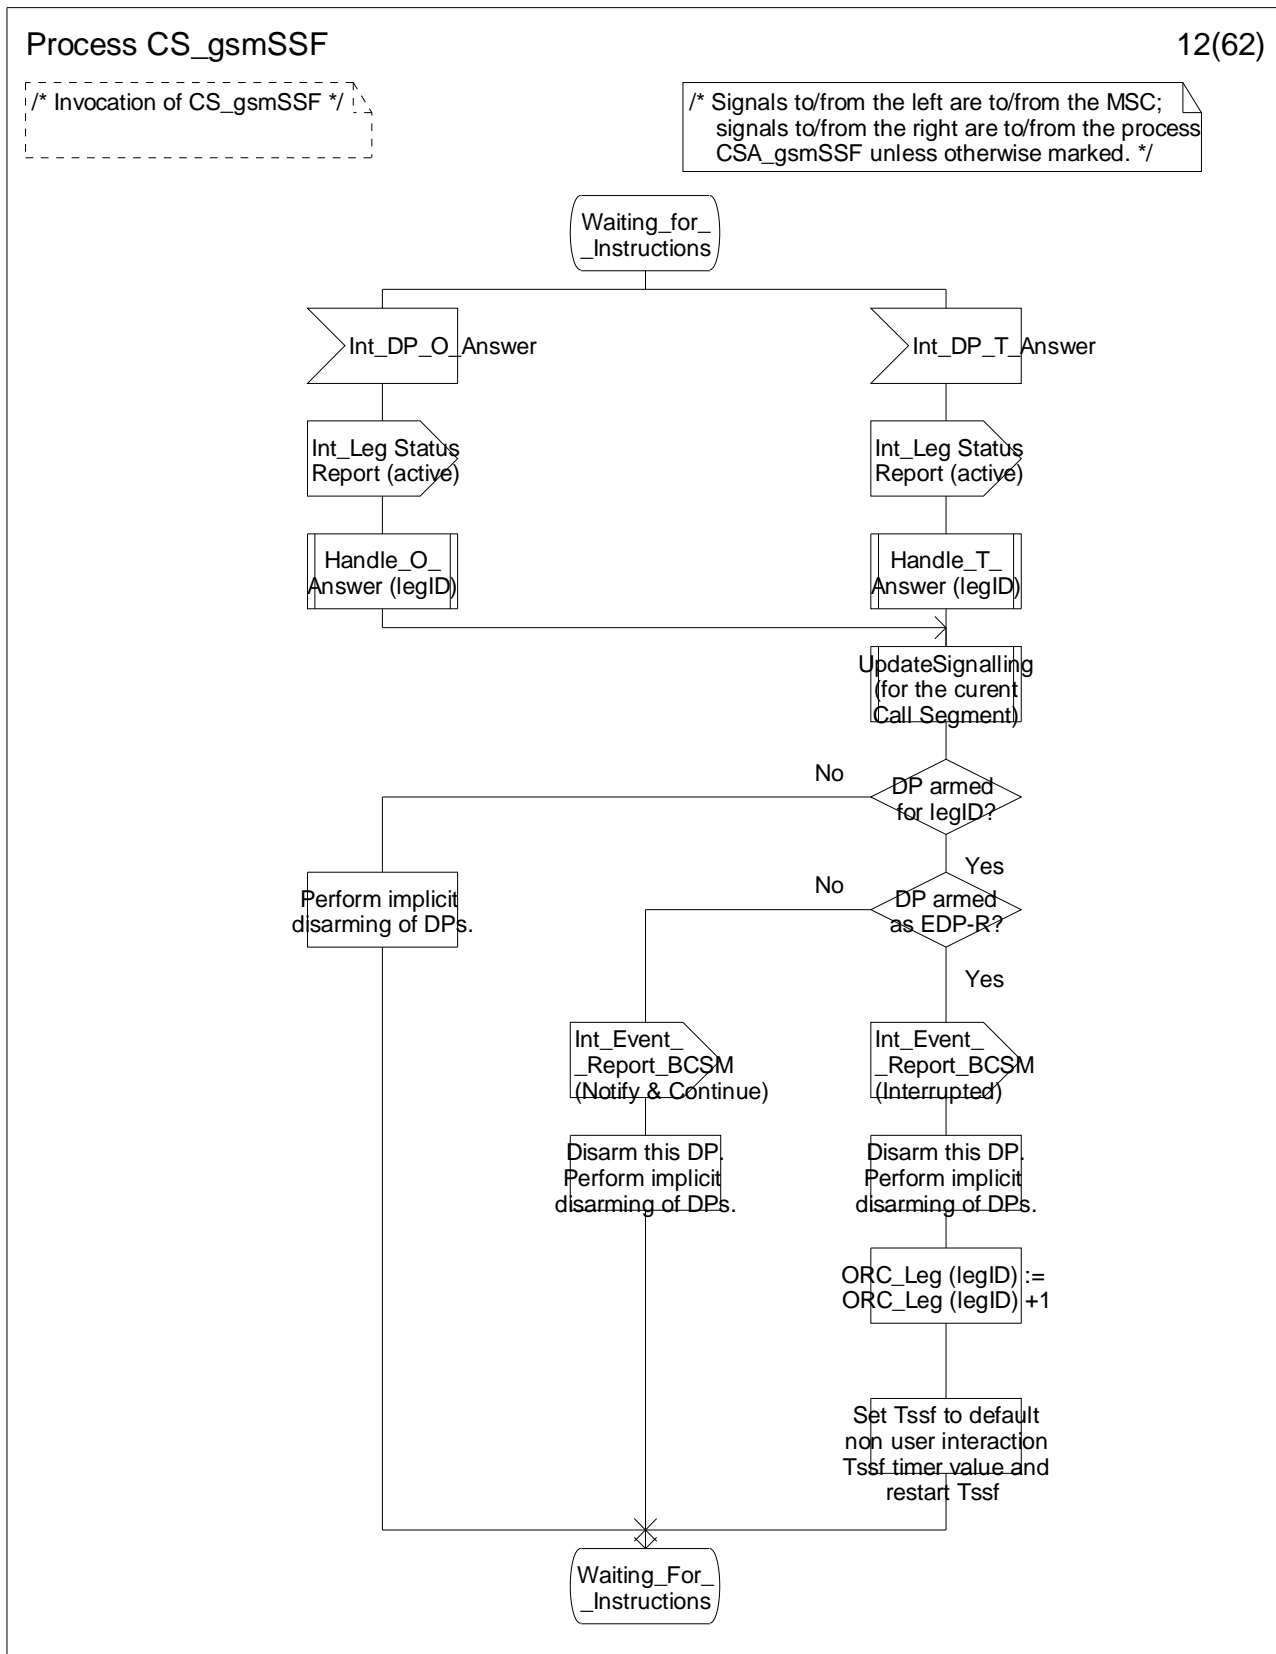 Process CS_gsmSSF
12(62)
/* Invocation of CS_gsmSSF */
/* Signals to/from the left are to/from the MSC;
signals to/from the right are to/from the process
CSA_gsmSSF unless otherwise marked. */
Waiting_for_
_Instructions
Int_DP_O_Answer
Int_DP_T_Answer
Int_Leg Status
Report (active)
Int_Leg Status
Report (active)
Handle_O_
Answer (legID)
Handle_T_
Answer (legID)
UpdateSignalling
(for the curent
Call Segment)
No
DP armed
for legID?
Yes
Perform implicit
disarming of DPs.
No
DP armed
as EDP-R?
Yes
Int_Event_
_Report_BCSM
(Notify & Continue)
Int_Event_
_Report_BCSM
(Interrupted)
Disarm this DP.
Perform implicit
disarming of DPs.
Disarm this DP.
Perform implicit
disarming of DPs.
ORC_Leg (legID) :=
ORC_Leg (legID) +1
Set Tssf to default
non user interaction
Tssf timer value and
restart Tssf
Waiting_For_
_Instructions